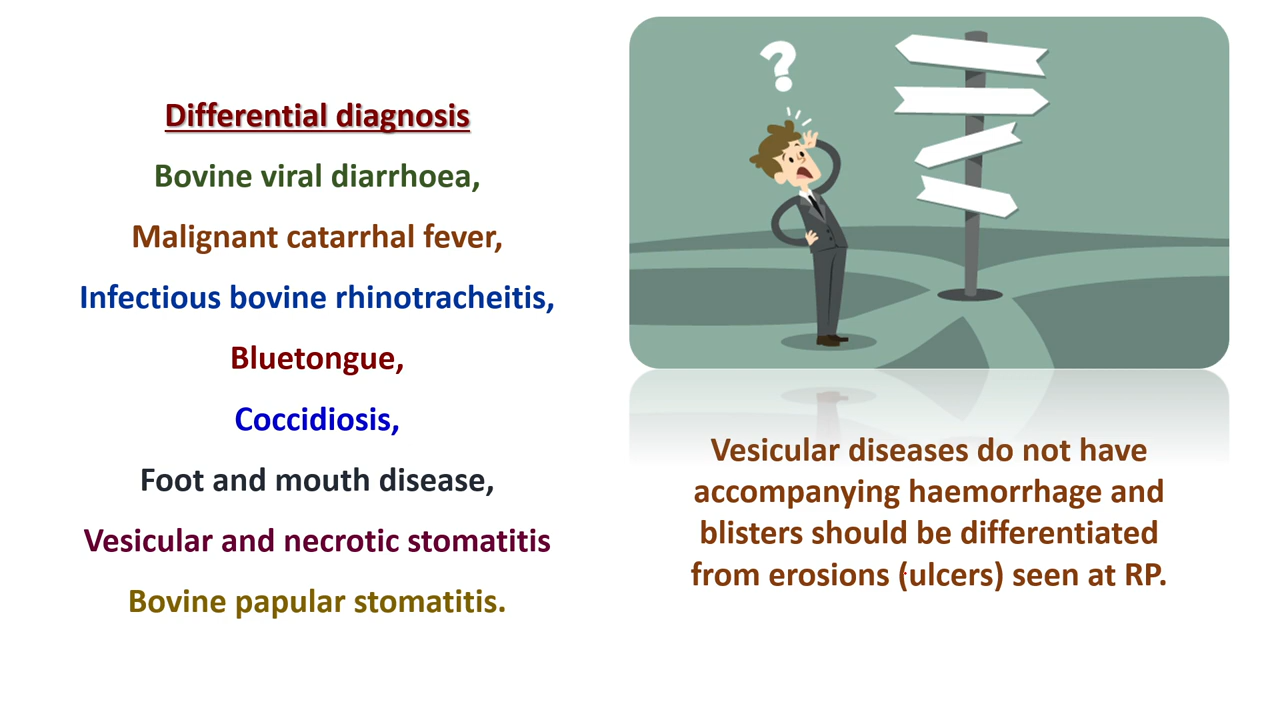 Differential diagnosis
Bovine viral diarrhoea,
Malignant catarrhal fever,
Infectious bovine rhinotracheitis,
Bluetongue,
Coccidiosis,
Foot and mouth disease,
Vesicular and necrotic stomatitis
Bovine papular stomatitis.
?
Vesicular diseases do not have
accompanying haemorrhage and
blisters should be differentiated
from erosions (ulcers) seen at RP.